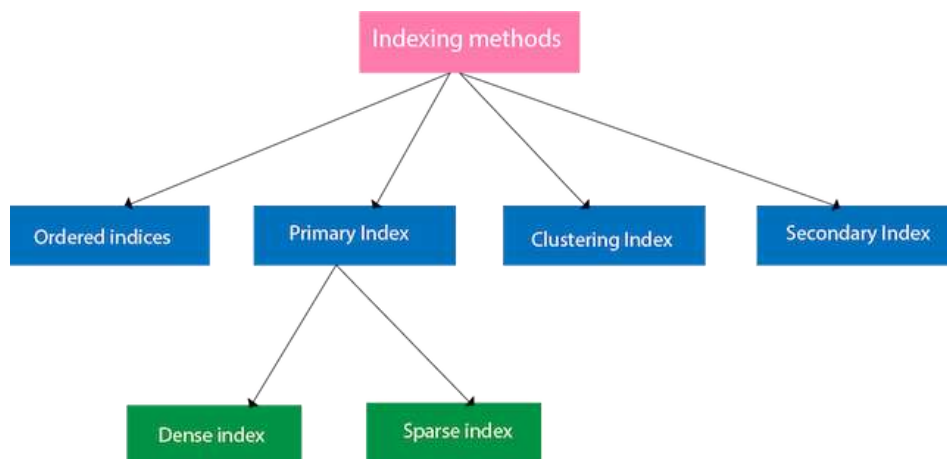 Indexing methods
Ordered indices
Primary Index
Clustering Index
Secondary Index
Dense index
Sparse index